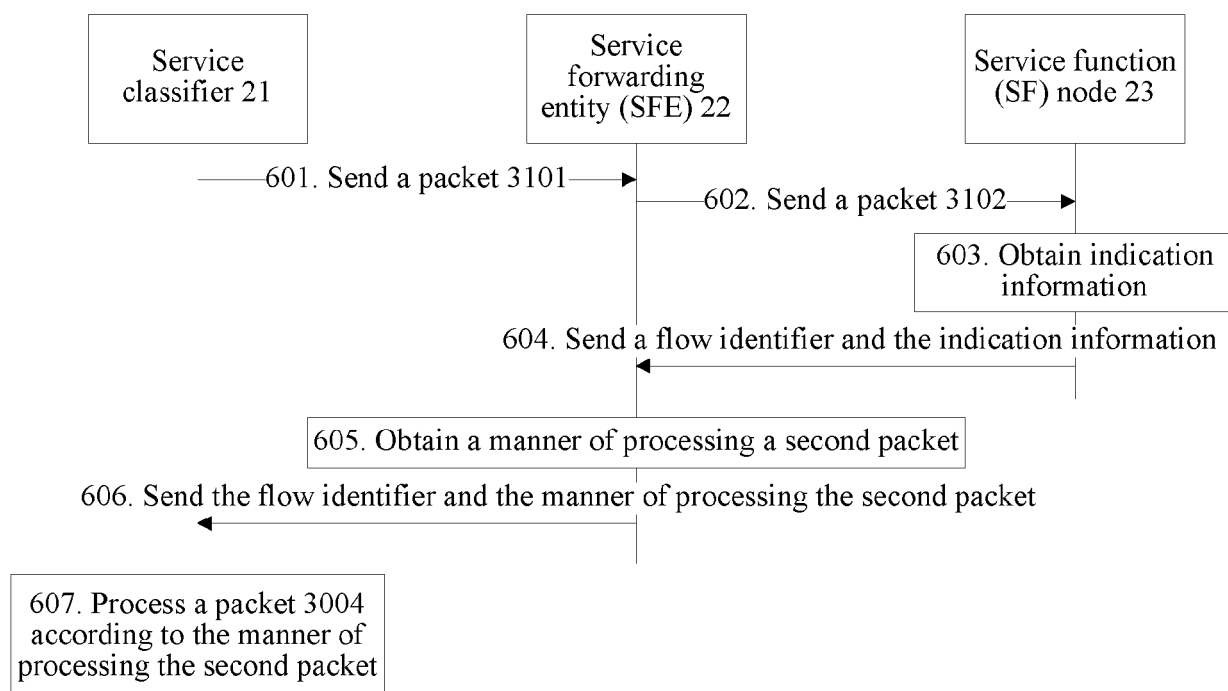 Service
classifier 21
Service
forwarding
entity (SFE) 22
Service function
(SF) node 23
601. Send a packet 3101
602. Send a packet 3102
603. Obtain indication
information
604. Send a flow identifier and the indication information
605. Obtain a manner of processing a second packet
606. Send the flow identifier and the manner of processing the second packet
607. Process a packet 3004
according to the manner of
processing the second packet